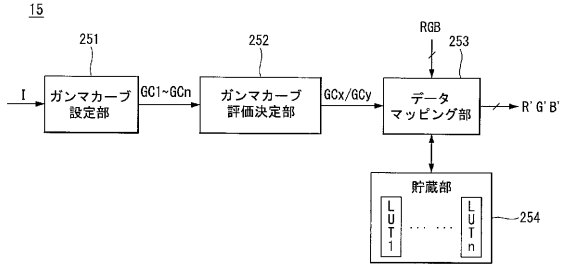 15
251
252
RGB
253
I
ガンマカーブ
設定部
GC1~GCn
ガンマカーブ
評価決定部
GCx/GCy
データ
マッピング部
R'G'B'
貯蔵部
LUT1
... ...
LUTn
254